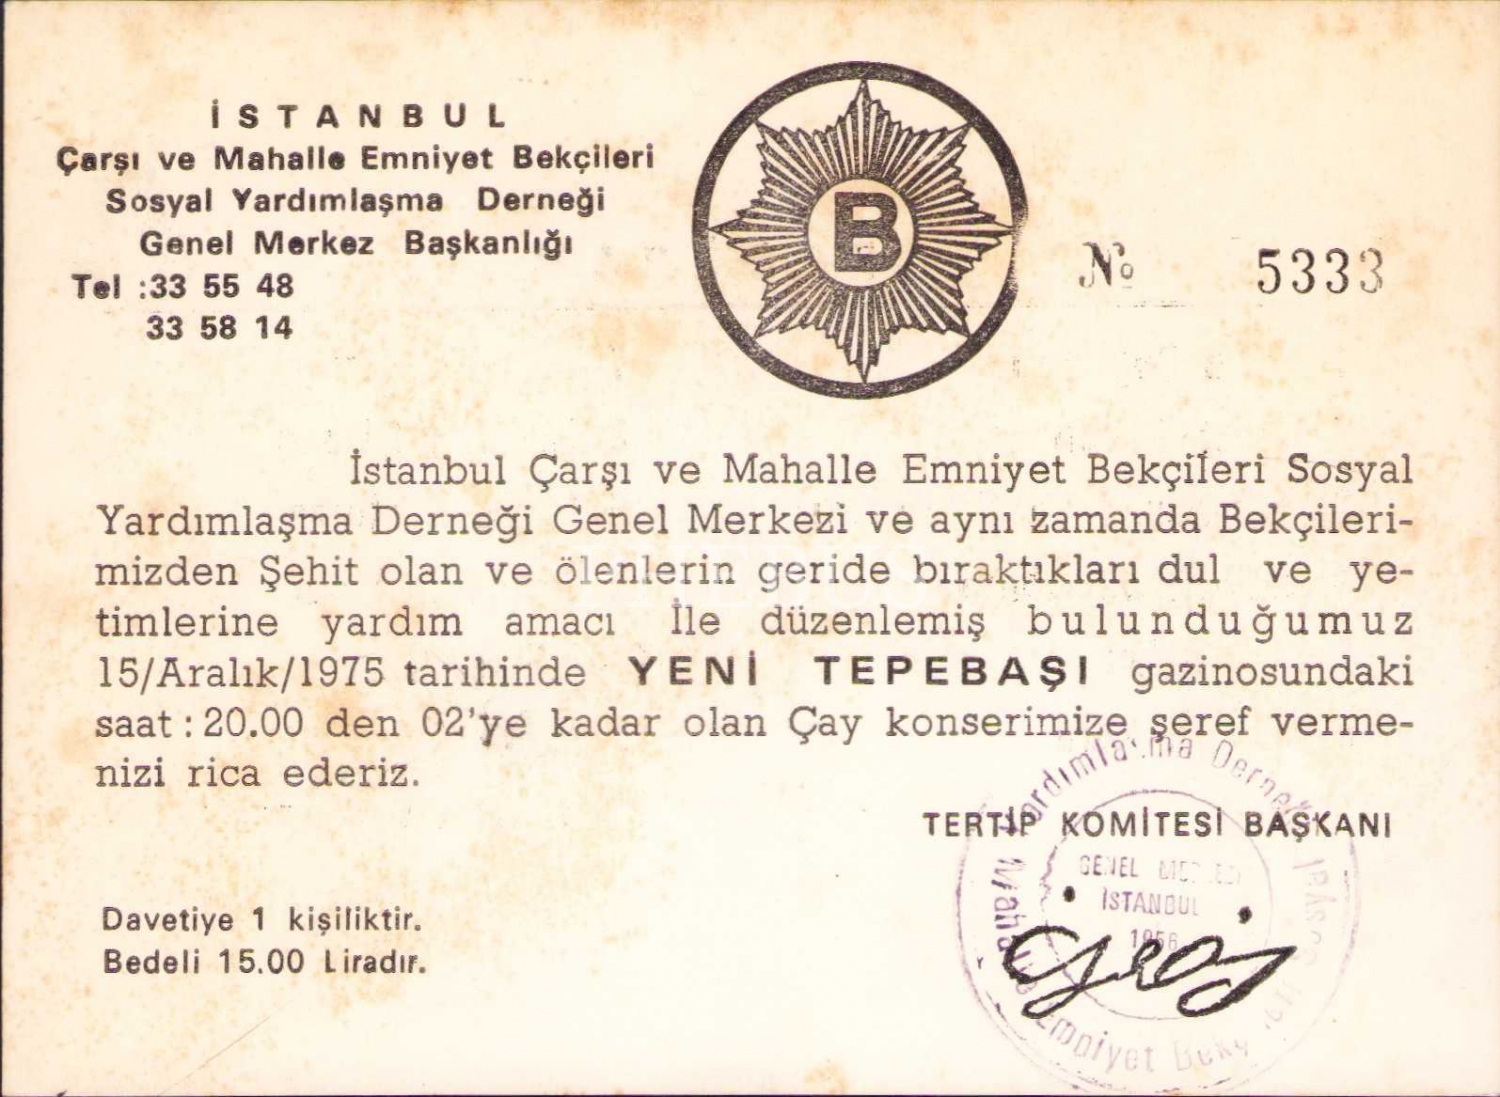 İSTANBUL
Çarşı ve Mahalle Emniyet Bekçileri
Sosyal Yardımlaşma Derneği
Genel Merkez Başkanlığı
Tel :33 55 48
33 58 14
B
No 5333
İstanbul Çarşı ve Mahalle Emniyet Bekçileri Sosyal
Yardımlaşma Derneği Genel Merkezi ve aynı zamanda Bekçileri-
mizden Şehit olan ve ölenlerin geride bıraktıkları dul ve ye-
timlerine yardım amacı İle düzenlemiş bulunduğumuz
15/Aralık/1975 tarihinde YENİ TEPEBAŞI gazinosundaki
saat : 20.00 den 02'ye kadar olan Çay konserimize şeref verme-
nizi rica ederiz.
TERTİP KOMİTESİ BAŞKANI
GENEL
İSTANBUL
1956
Emniyet
Davetiye 1 kişiliktir.
Bedeli 15.00 Liradır.